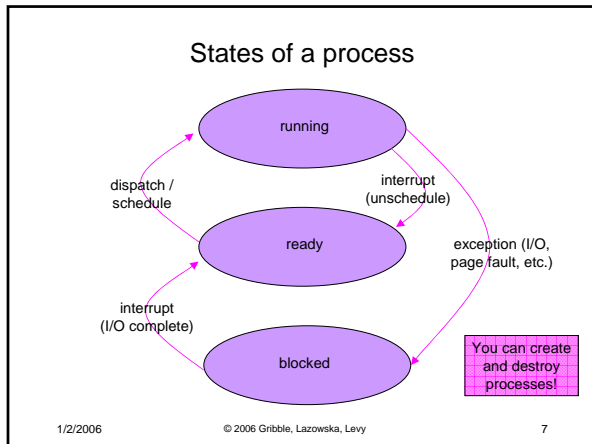 States of a process
running
dispatch /
schedule
interrupt
(unschedule)
ready
exception (I/O,
page fault, etc.)
interrupt
(I/O complete)
blocked
You can create
and destroy
processes!
1/2/2006
© 2006 Gribble, Lazowska, Levy
7